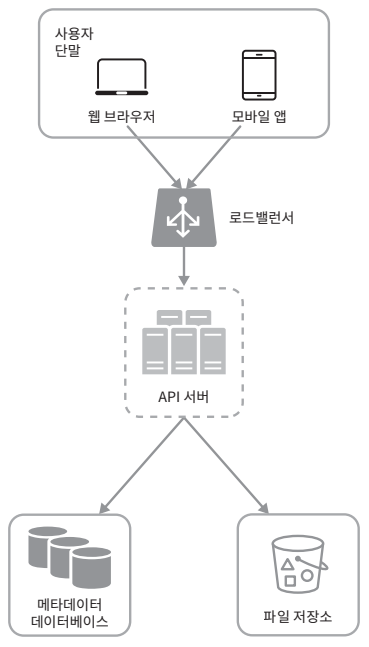 사용자
단말
웹 브라우저
모바일 앱
로드밸런서
API 서버
메타데이터
데이터베이스
파일 저장소